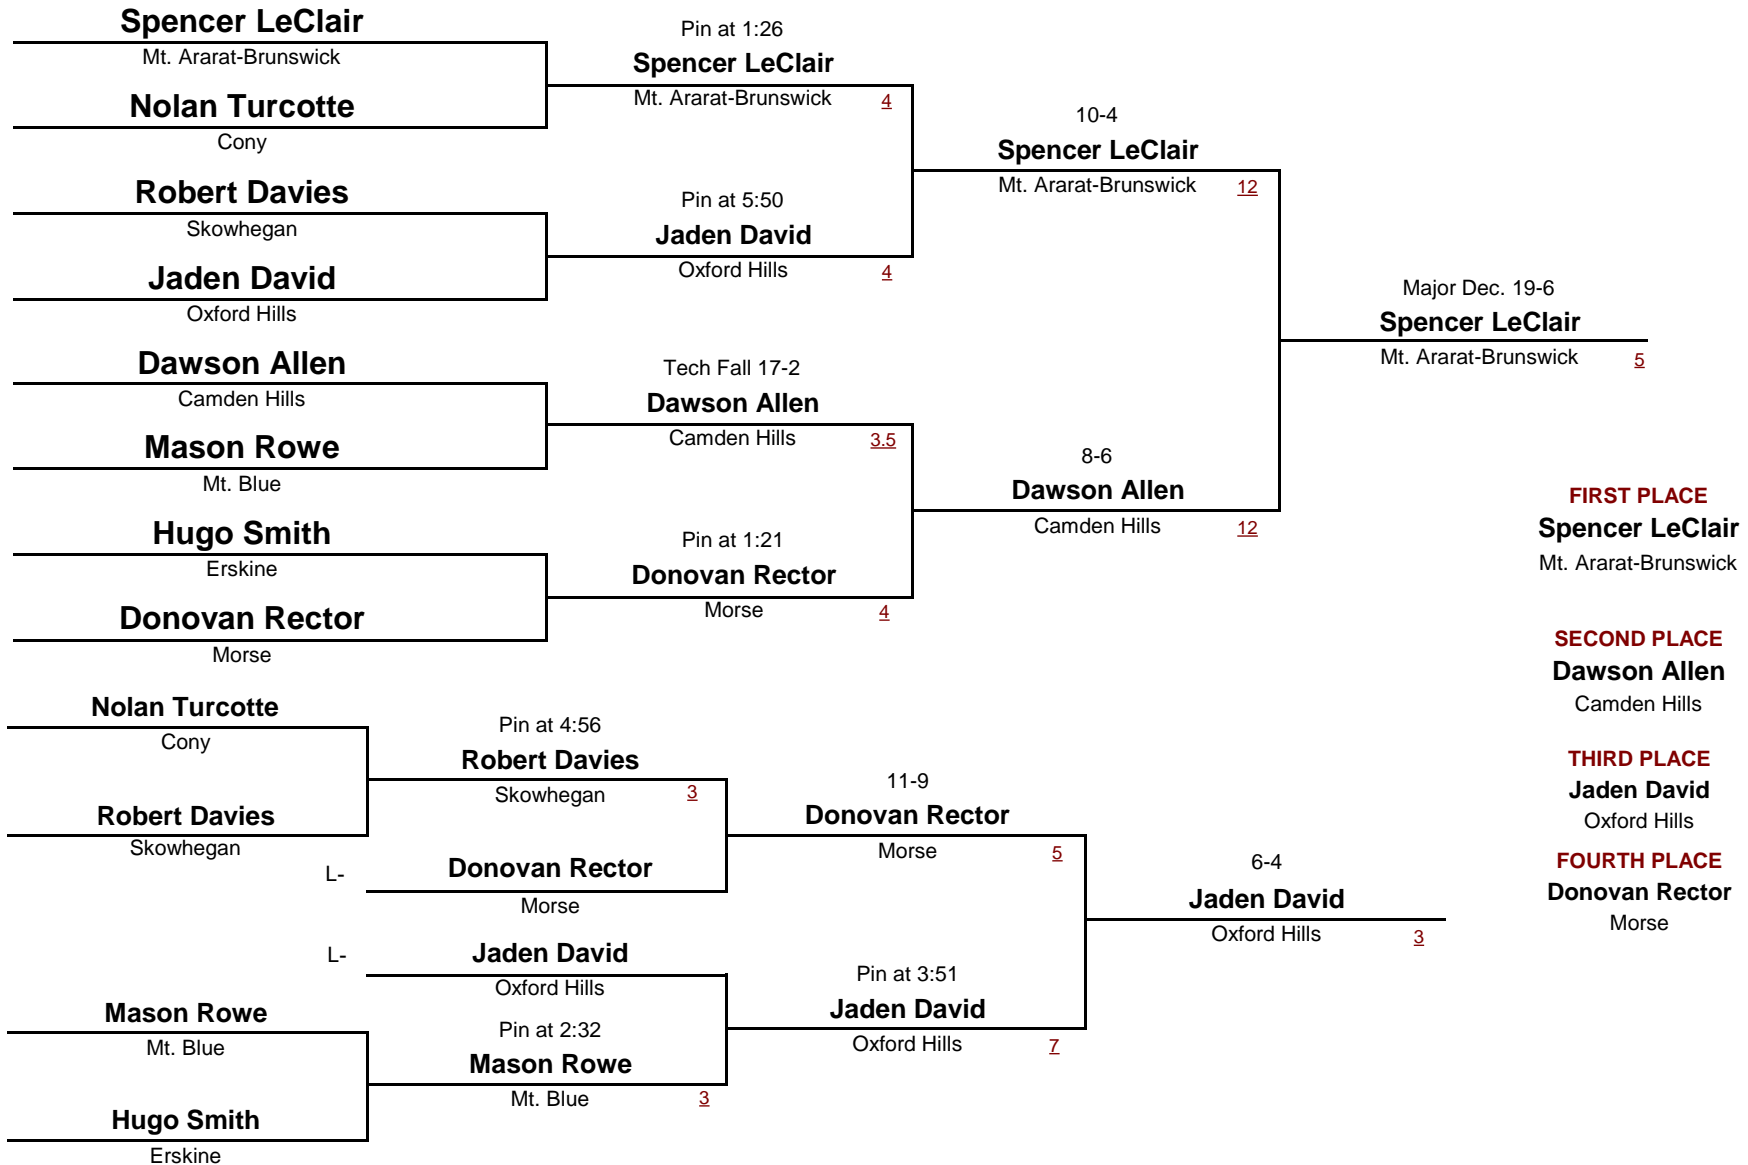 Spencer LeClair
Mt. Ararat-Brunswick
Nolan Turcotte
Cony
Robert Davies
Skowhegan
Jaden David
Oxford Hills
Dawson Allen
Camden Hills
Mason Rowe
Mt. Blue
Hugo Smith
Erskine
Donovan Rector
Morse
Pin at 1:26
Spencer LeClair
Mt. Ararat-Brunswick 4
Pin at 5:50
Jaden David
Oxford Hills 4
Tech Fall 17-2
Dawson Allen
Camden Hills 3.5
Pin at 1:21
Donovan Rector
Morse 4
10-4
Spencer LeClair
Mt. Ararat-Brunswick 12
8-6
Dawson Allen
Camden Hills 12
Major Dec. 19-6
Spencer LeClair
Mt. Ararat-Brunswick 5
Nolan Turcotte
Cony
Robert Davies
Skowhegan
Mason Rowe
Mt. Blue
Hugo Smith
Erskine
Pin at 4:56
Robert Davies
Skowhegan 3
L- Donovan Rector
Morse
L- Jaden David
Oxford Hills
Pin at 2:32
Mason Rowe
Mt. Blue 3
11-9
Donovan Rector
Morse 5
Pin at 3:51
Jaden David
Oxford Hills 7
6-4
Jaden David
Oxford Hills 3
FIRST PLACE
Spencer LeClair
Mt. Ararat-Brunswick
SECOND PLACE
Dawson Allen
Camden Hills
THIRD PLACE
Jaden David
Oxford Hills
FOURTH PLACE
Donovan Rector
Morse